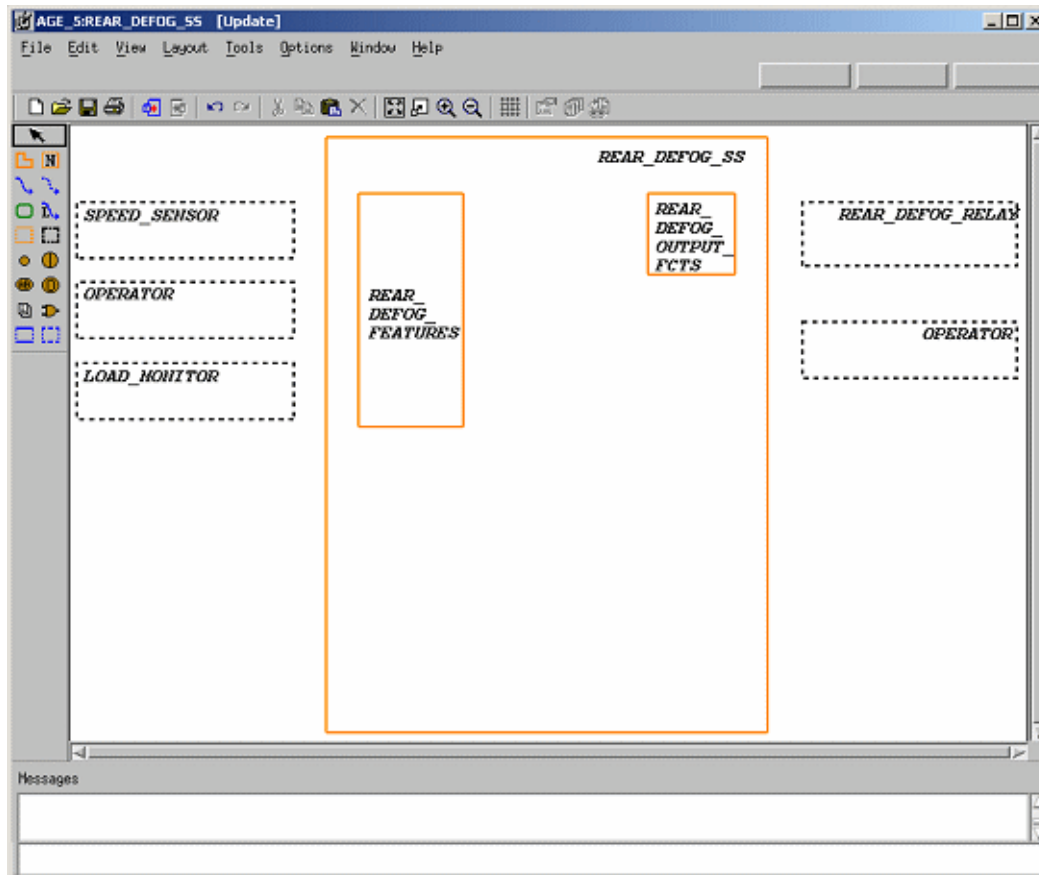 AGE_5:REAR_DEFOG_SS [Update]
File Edit View Layout Tools Options Window Help
REAR_DEFOG_SS
SPEED_SENSOR
OPERATOR
LOAD_MONITOR
REAR_
DEFOG_
FEATURES
REAR_
DEFOG_
OUTPUT_
FCTS
REAR_DEFOG_RELAY
OPERATOR
Messages